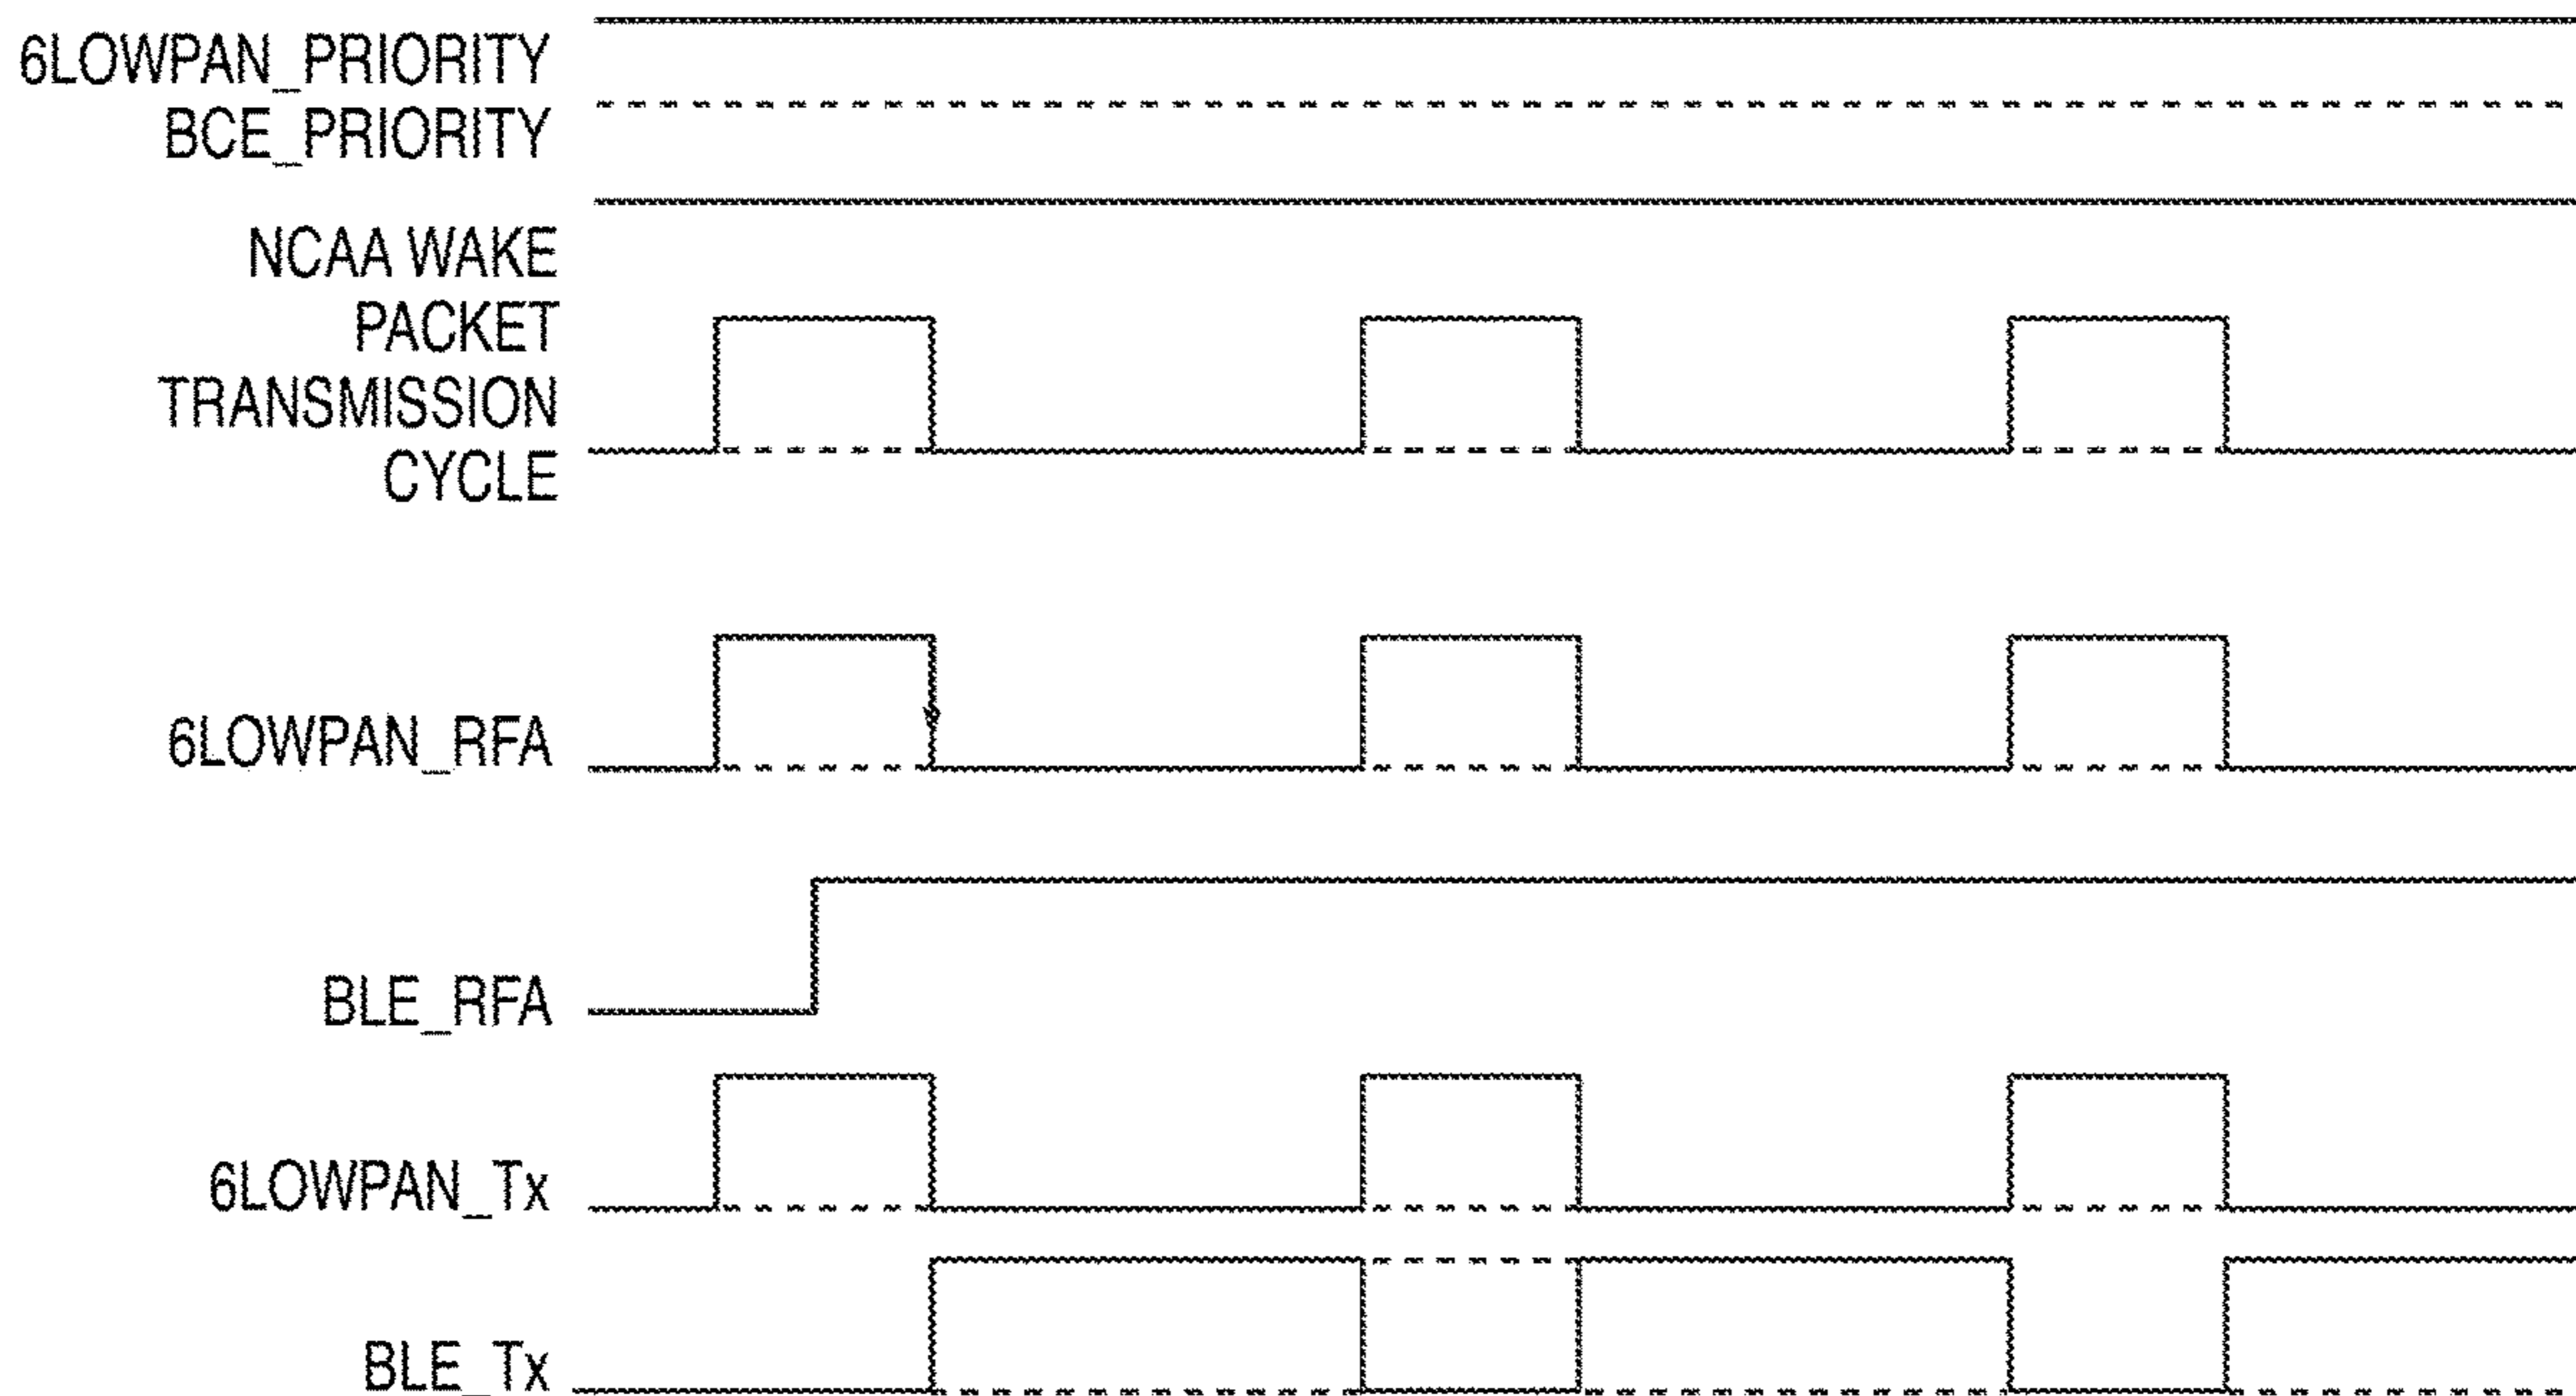 6LOWPAN_PRIORITY
BCE_PRIORITY
NCAA WAKE
PACKET
TRANSMISSION
CYCLE
6LOWPAN_RFA
BLE_RFA
6LOWPAN_Tx
BLE_Tx